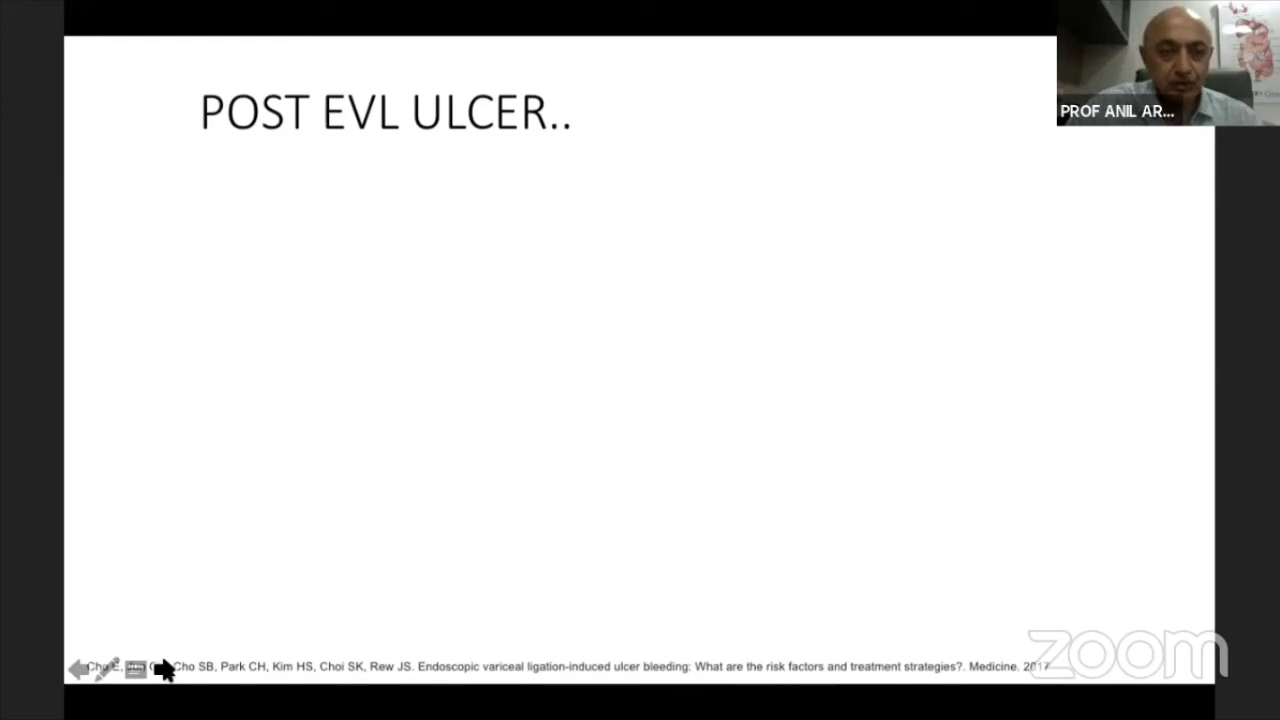 POST EVL ULCER..
PROF ANIL AR...
Cho SB, Park CH, Kim HS, Choi SK, Rew JS. Endoscopic variceal ligation-induced ulcer bleeding: What are the risk factors and treatment strategies?. Medicine. 2017
zoom